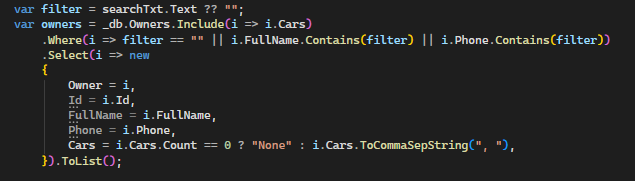 var filter = searchTxt.Text ?? "";
var owners = _db.Owners.Include(i => i.Cars)
.Where(i => filter == "" || i.FullName.Contains(filter) || i.Phone.Contains(filter))
.Select(i => new
{
Owner = i,
Id = i.Id,
FullName = i.FullName,
Phone = i.Phone,
Cars = i.Cars.Count == 0 ? "None" : i.Cars.ToCommaSepString(", "),
}).ToList();